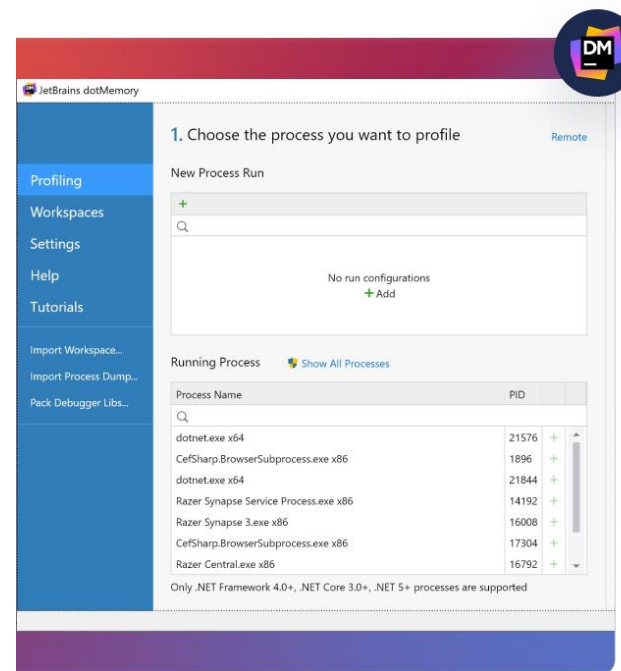 DM
JetBrains dotMemory
1. Choose the process you want to profile
Remote
Profiling
Workspaces
Settings
Help
Tutorials
Import Workspace...
Import Process Dump...
Pack Debugger Libs...
New Process Run
+
No run configurations
+ Add
Running Process Show All Processes
Process Name PID
dotnet.exe x64 21576 +
CefSharp.BrowserSubprocess.exe x86 1896 +
dotnet.exe x64 21844 +
Razer Synapse Service Process.exe x86 14192 +
Razer Synapse 3.exe x86 16008 +
CefSharp.BrowserSubprocess.exe x86 17304 +
Razer Central.exe x86 16792 +
Only .NET Framework 4.0+, .NET Core 3.0+, .NET 5+ processes are supported